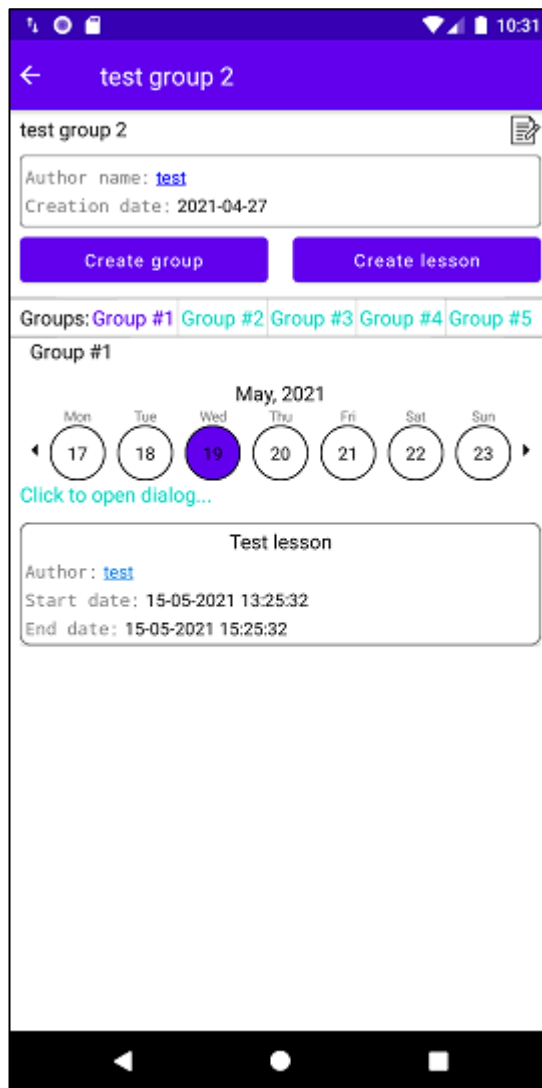 10:31
test group 2
test group 2
Author name: test
Creation date: 2021-04-27
Create group Create lesson
Groups: Group #1 Group #2 Group #3 Group #4 Group #5
Group #1
May, 2021
Mon Tue Wed Thu Fri Sat Sun
17 18 19 20 21 22 23
Click to open dialog...
Test lesson
Author: test
Start date: 15-05-2021 13:25:32
End date: 15-05-2021 15:25:32